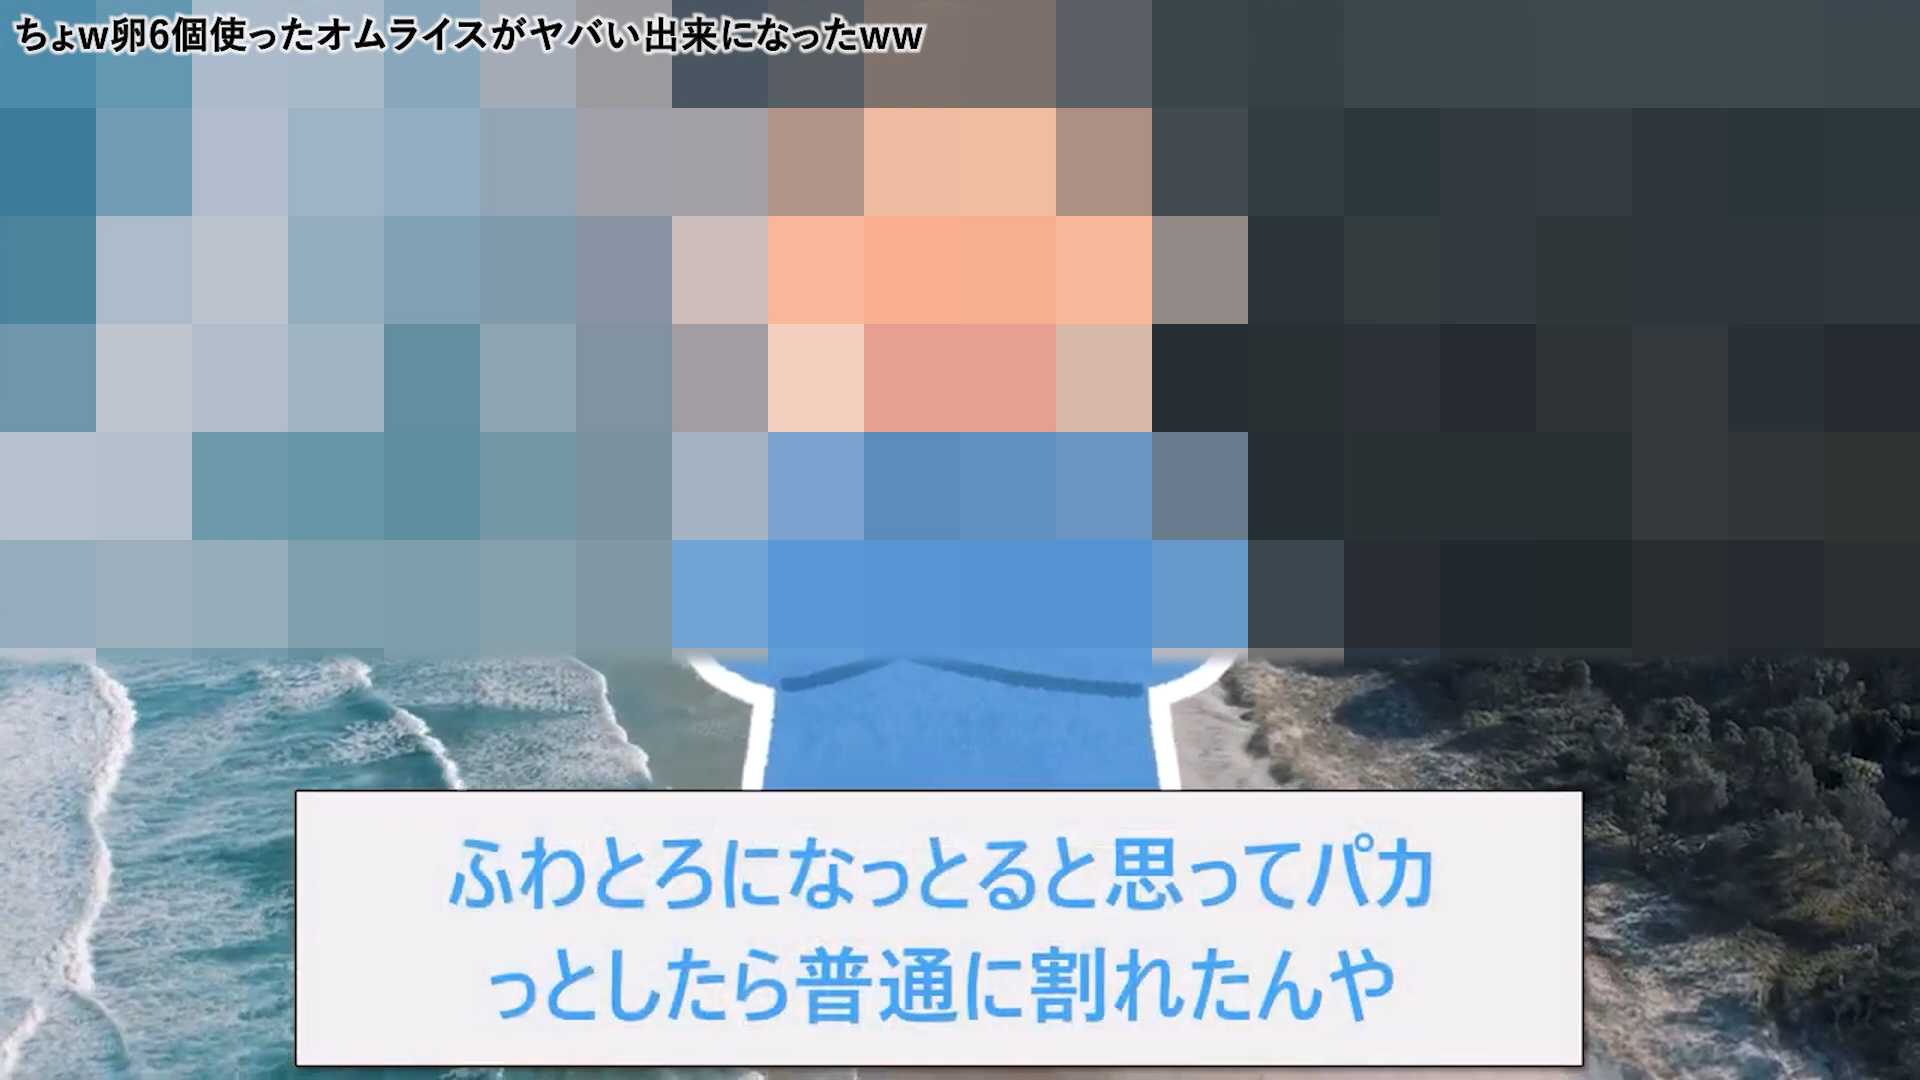 ちょw卵6個使ったオムライスがヤバい出来になったww
ふわとろになっとると思ってパカ
っとしたら普通に割れたんや